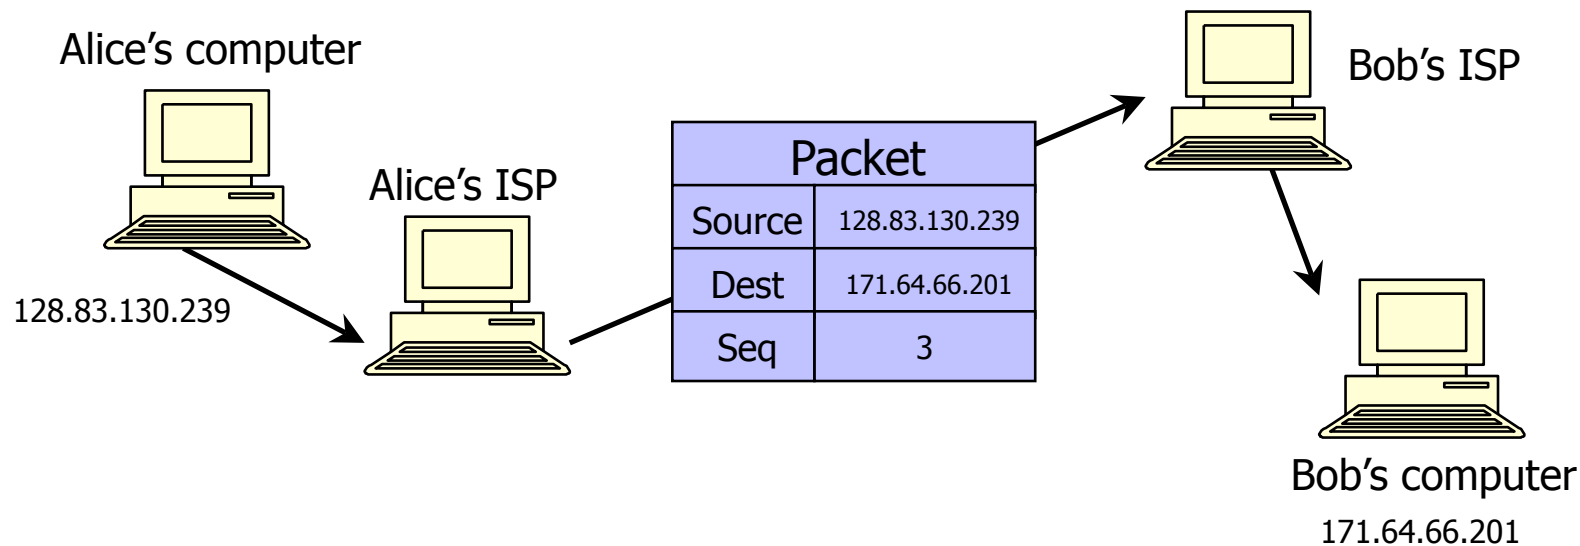 Alice’s computer
128.83.130.239
Alice’s ISP
Packet
Source 128.83.130.239
Dest 171.64.66.201
Seq 3
Bob’s ISP
Bob’s computer
171.64.66.201